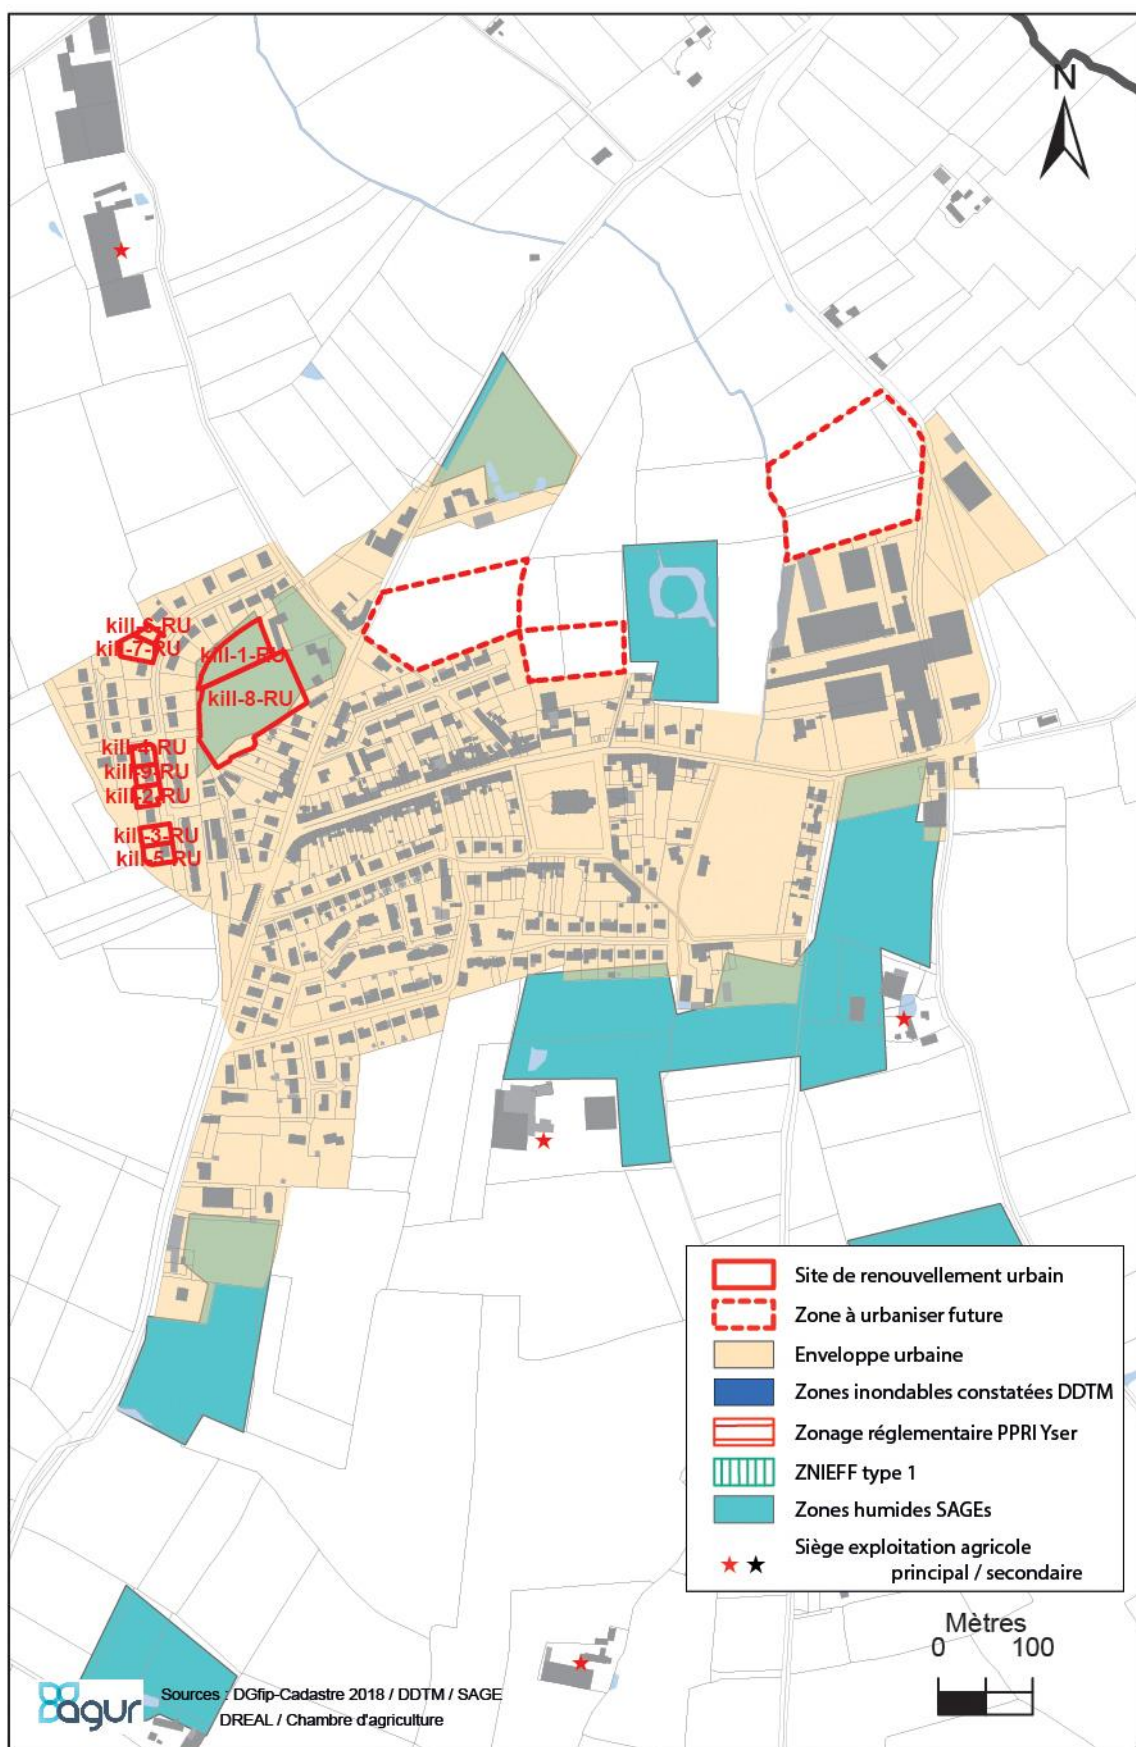 N
kill-6-RU
kill-7-RU
kill-1-RU
kill-8-RU
kill-4-RU
kill-9-RU
kill-2-RU
kill-3-RU
kill-5-RU
Site de renouvellement urbain
Zone à urbaniser future
Enveloppe urbaine
Zones inondables constatées DDTM
Zonage réglementaire PPRI Yser
ZNIEFF type 1
Zones humides SAGEs
Siège exploitation agricole
principal / secondaire
Mètres
0 100
agur
Sources : DGfip-Cadastre 2018 / DDTM / SAGE
DREAL / Chambre d'agriculture